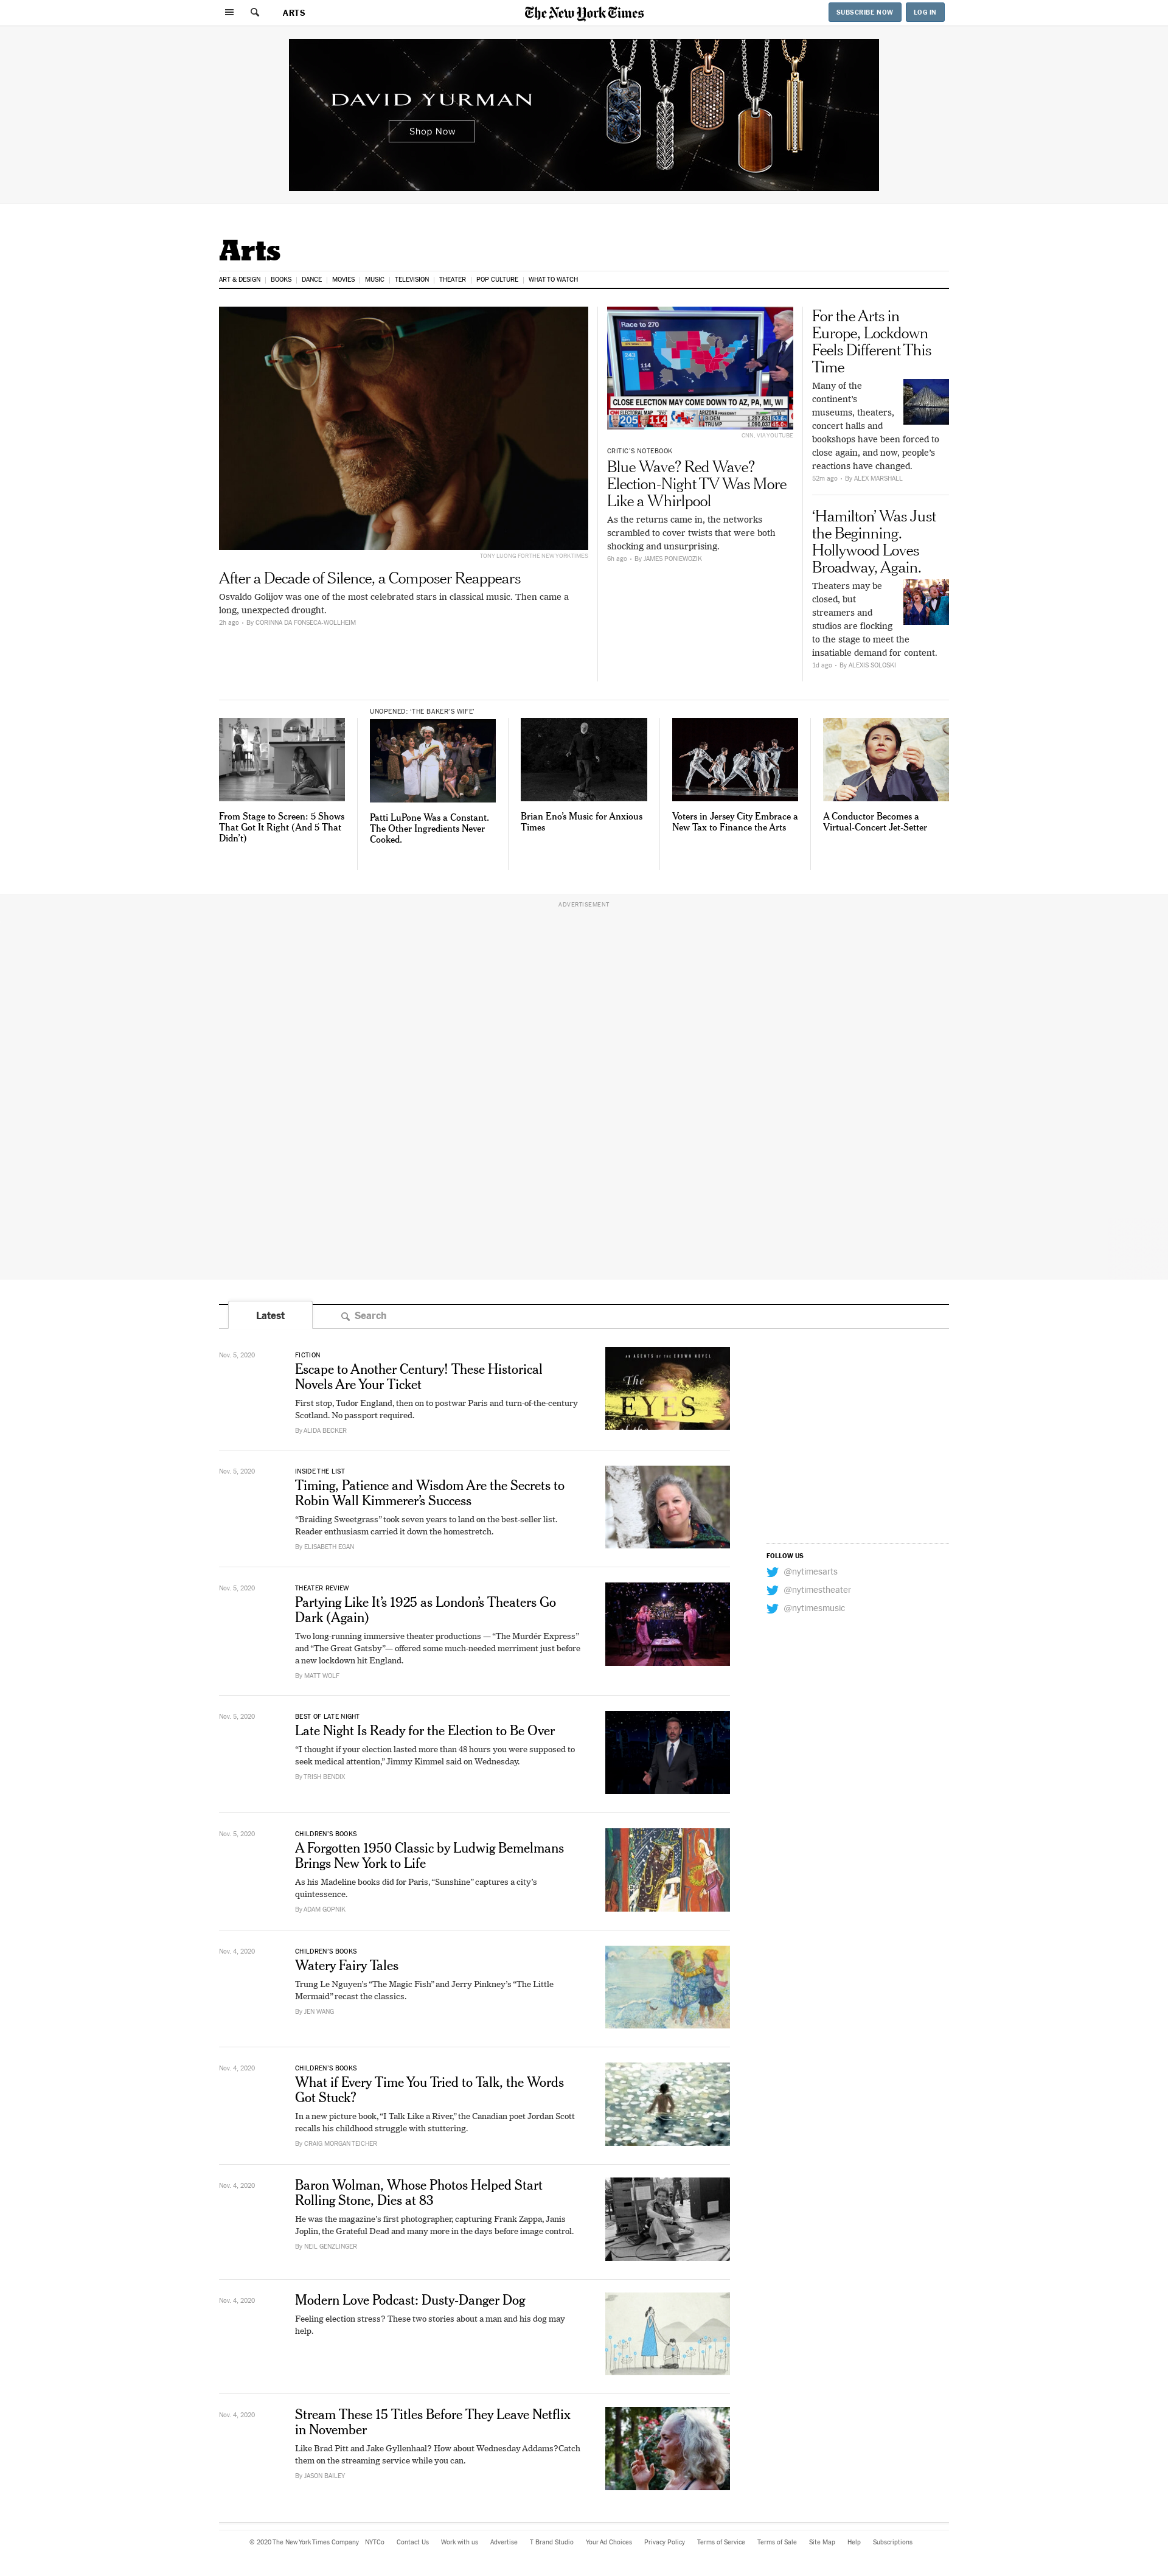 ARTS
The New York Times
SUBSCRIBE NOW
LOG IN
DAVID YURMAN
Shop Now
Arts
ART & DESIGN
BOOKS
DANCE
MOVIES
MUSIC
TELEVISION
THEATER
POP CULTURE
WHAT TO WATCH
TONY LUONG FOR THE NEW YORK TIMES
After a Decade of Silence, a Composer Reappears
Osvaldo Golijov was one of the most celebrated stars in classical music. Then came a
long, unexpected drought.
2h ago • By CORINNA DA FONSECA-WOLLHEIM
Race to 270
243
114
CLOSE ELECTION MAY COME DOWN TO AZ, PA, MI, WI
205 114
BIDEN 1,297,831
TRUMP 1,090,037
CNN, VIA YOUTUBE
CRITIC'S NOTEBOOK
Blue Wave? Red Wave?
Election-Night TV Was More
Like a Whirlpool
As the returns came in, the networks
scrambled to cover twists that were both
shocking and unsurprising.
6h ago • By JAMES PONIEWOZIK
For the Arts in
Europe, Lockdown
Feels Different This
Time
Many of the
continent's
museums, theaters,
concert halls and
bookshops have been forced to
close again, and now, people's
reactions have changed.
52m ago • By ALEX MARSHALL
‘Hamilton’ Was Just
the Beginning.
Hollywood Loves
Broadway, Again.
Theaters may be
closed, but
streamers and
studios are flocking
to the stage to meet the
insatiable demand for content.
1d ago • By ALEXIS SOLOSKI
From Stage to Screen: 5 Shows
That Got It Right (And 5 That
Didn't)
UNOPENED: ‘THE BAKER'S WIFE’
Patti LuPone Was a Constant.
The Other Ingredients Never
Cooked.
Brian Eno's Music for Anxious
Times
Voters in Jersey City Embrace a
New Tax to Finance the Arts
A Conductor Becomes a
Virtual-Concert Jet-Setter
ADVERTISEMENT
Latest
Search
Nov. 5, 2020
FICTION
Escape to Another Century! These Historical
Novels Are Your Ticket
First stop, Tudor England, then on to postwar Paris and turn-of-the-century
Scotland. No passport required.
By ALIDA BECKER
AN AGENTS OF THE CROWN NOVEL
The
EYES
Nov. 5, 2020
INSIDE THE LIST
Timing, Patience and Wisdom Are the Secrets to
Robin Wall Kimmerer's Success
“Braiding Sweetgrass” took seven years to land on the best-seller list.
Reader enthusiasm carried it down the homestretch.
By ELISABETH EGAN
FOLLOW US
@nytimesarts
@nytimestheater
@nytimesmusic
Nov. 5, 2020
THEATER REVIEW
Partying Like It's 1925 as London's Theaters Go
Dark (Again)
Two long-running immersive theater productions — “The Murdér Express”
and “The Great Gatsby”— offered some much-needed merriment just before
a new lockdown hit England.
By MATT WOLF
Nov. 5, 2020
BEST OF LATE NIGHT
Late Night Is Ready for the Election to Be Over
“I thought if your election lasted more than 48 hours you were supposed to
seek medical attention,” Jimmy Kimmel said on Wednesday.
By TRISH BENDIX
Nov. 5, 2020
CHILDREN'S BOOKS
A Forgotten 1950 Classic by Ludwig Bemelmans
Brings New York to Life
As his Madeline books did for Paris, “Sunshine” captures a city's
quintessence.
By ADAM GOPNIK
Nov. 4, 2020
CHILDREN'S BOOKS
Watery Fairy Tales
Trung Le Nguyen's “The Magic Fish” and Jerry Pinkney's “The Little
Mermaid” recast the classics.
By JEN WANG
Nov. 4, 2020
CHILDREN'S BOOKS
What if Every Time You Tried to Talk, the Words
Got Stuck?
In a new picture book, “I Talk Like a River,” the Canadian poet Jordan Scott
recalls his childhood struggle with stuttering.
By CRAIG MORGAN TEICHER
Nov. 4, 2020
Baron Wolman, Whose Photos Helped Start
Rolling Stone, Dies at 83
He was the magazine's first photographer, capturing Frank Zappa, Janis
Joplin, the Grateful Dead and many more in the days before image control.
By NEIL GENZLINGER
Nov. 4, 2020
Modern Love Podcast: Dusty-Danger Dog
Feeling election stress? These two stories about a man and his dog may
help.
Nov. 4, 2020
Stream These 15 Titles Before They Leave Netflix
in November
Like Brad Pitt and Jake Gyllenhaal? How about Wednesday Addams?Catch
them on the streaming service while you can.
By JASON BAILEY
© 2020 The New York Times Company NYTCo Contact Us Work with us Advertise T Brand Studio Your Ad Choices Privacy Policy Terms of Service Terms of Sale Site Map Help Subscriptions